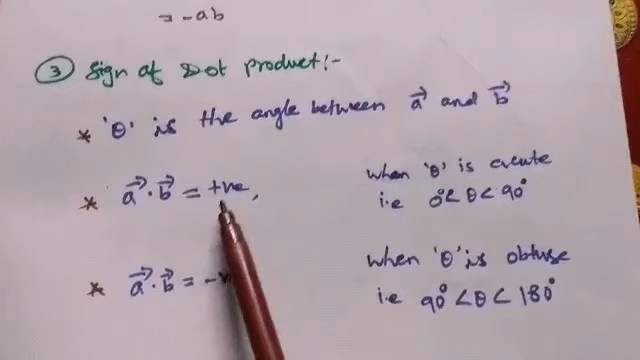 = -ab
③ Sign of Dot product:-
* 'θ' is the angle between a⃗ and b⃗
* a⃗ . b⃗ = +ve, when 'θ' is acute
i.e 0° < θ < 90°
* a⃗ . b⃗ = - when 'θ' is obtuse
i.e 90° < θ < 180°